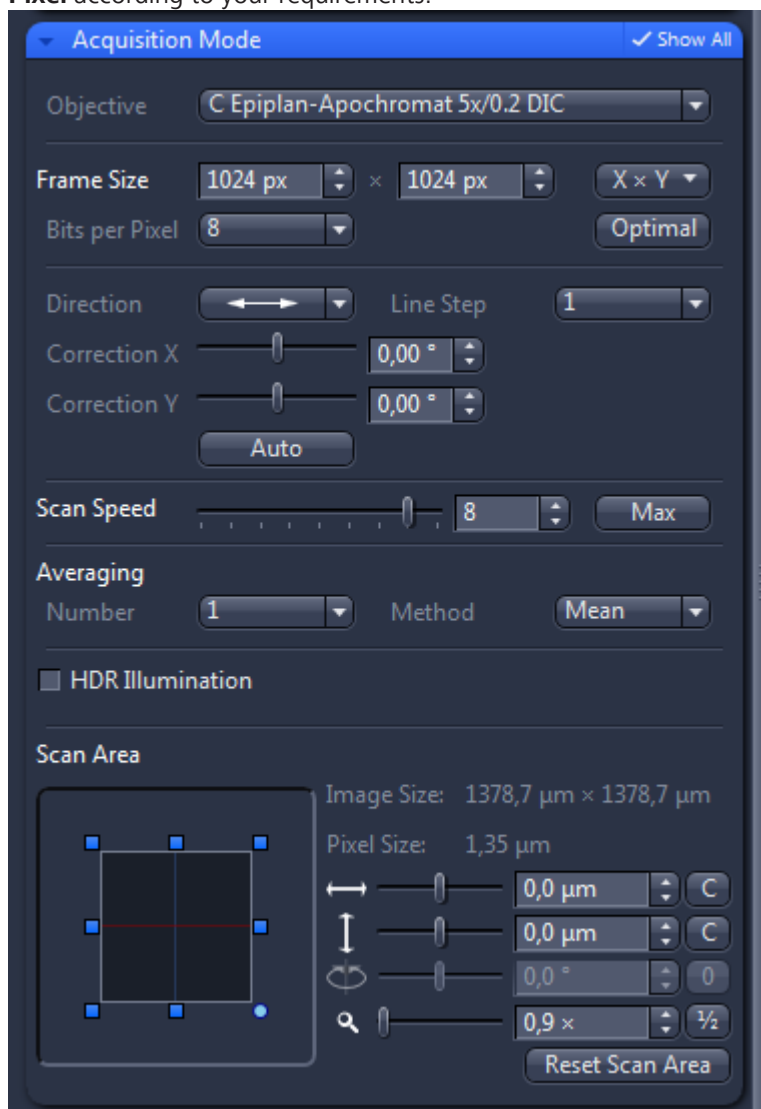 Pixel according to your requirements.
Acquisition Mode Show All
Objective C Epiplan-Apochromat 5x/0.2 DIC
Frame Size 1024 px × 1024 px X × Y
Bits per Pixel 8 Optimal
Direction Line Step 1
Correction X 0,00 °
Correction Y 0,00 °
Auto
Scan Speed 8 Max
Averaging
Number 1 Method Mean
HDR Illumination
Scan Area
Image Size: 1378,7 µm × 1378,7 µm
Pixel Size: 1,35 µm
0,0 µm C
0,0 µm C
0,0 ° 0
0,9 × ½
Reset Scan Area